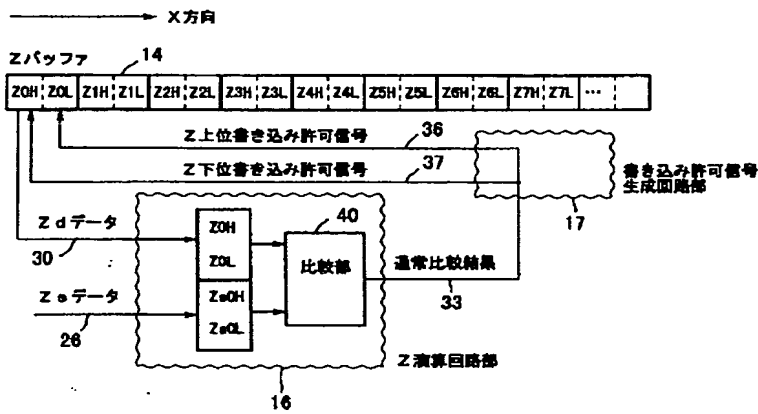 X方向
Zバッファ
14
Z0H Z0L Z1H Z1L Z2H Z2L Z3H Z3L Z4H Z4L Z5H Z5L Z6H Z6L Z7H Z7L …
Z上位書き込み許可信号
36
Z下位書き込み許可信号
37
書き込み許可信号
生成回路部
17
Zdデータ
30
Z0H
Z0L
40
比較部
通常比較結果
33
Zsデータ
26
Zs0H
Zs0L
Z演算回路部
16